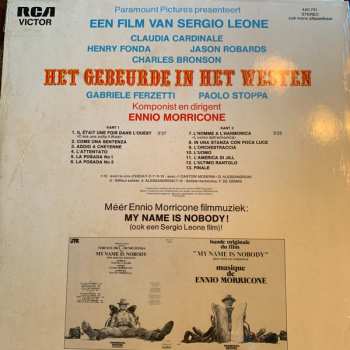 RCA
VICTOR
Paramount Pictures presenteert
STEREO
EEN FILM VAN SERGIO LEONE
CLAUDIA CARDINALE
HENRY FONDA JASON ROBARDS
CHARLES BRONSON
HET GEBEURDE IN HET WESTEN
GABRIELE FERZETTI PAOLO STOPPA
Komponist en dirigent
ENNIO MORRICONE
KANT 1
1. IL ÉTAIT UNE FOIS DANS L'OUEST
2. COME UNA SENTENZA
3. ADDIO A CHEYENNE
4. L'ATTENTATO
5. LA POSADA No 1
6. LA POSADA No 2
KANT 2
7. L'HOMME A L'HARMONICA
8. IN UNA STANZA CON POCA LUCE
9. L'ORCHESTRACCIA
10. L'UOMO
11. L'AMERICA DI JILL
12. L'ULTIMO RANTOLO
13. FINALE
Méér Ennio Morricone filmmuziek:
MY NAME IS NOBODY!
(ook een Sergio Leone film)!
MY NAME IS NOBODY
bande originale
du film
"MY NAME IS NOBODY"
musique
de
ENNIO MORRICONE